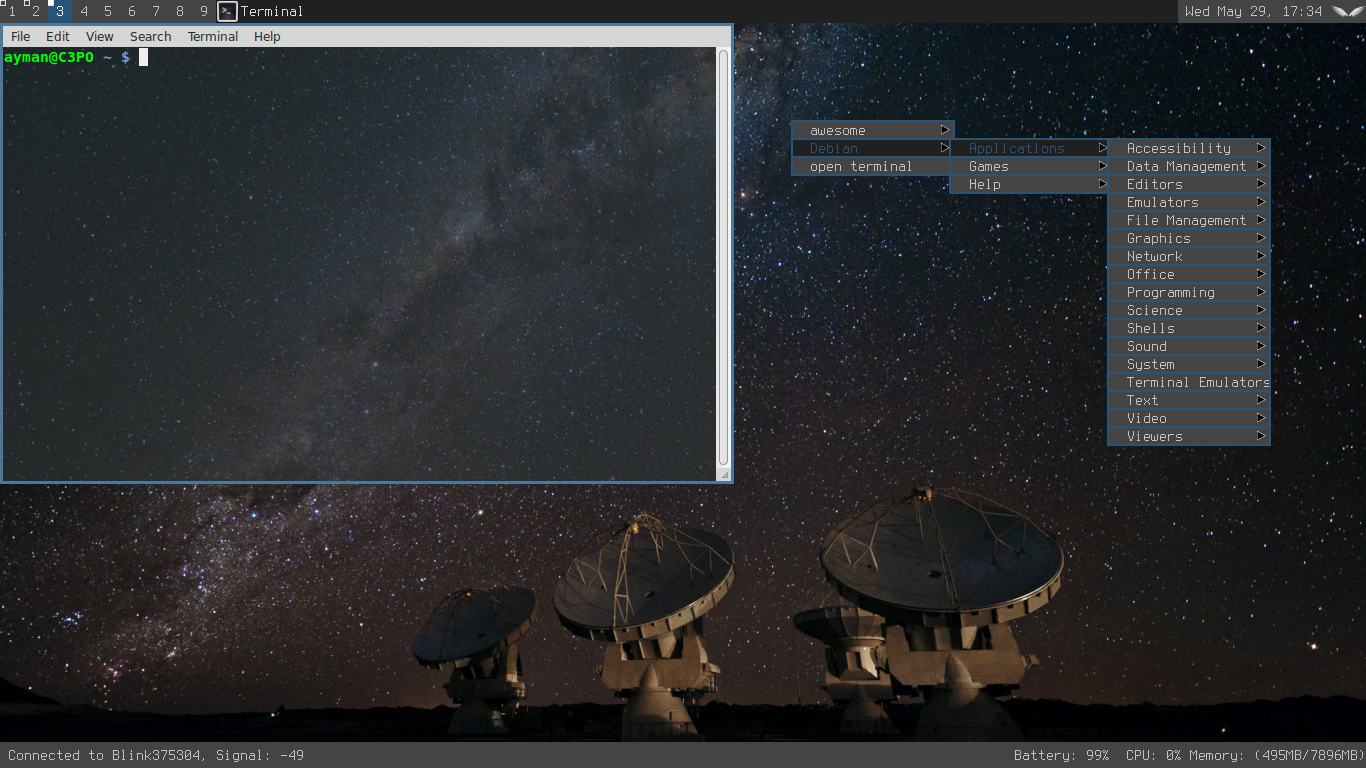 1 2 3 4 5 6 7 8 9 Terminal Wed May 29, 17:34
File Edit View Search Terminal Help
ayman@C3PO ~ $
awesome
Debian
open terminal
Applications
Games
Help
Accessibility
Data Management
Editors
Emulators
File Management
Graphics
Network
Office
Programming
Science
Shells
Sound
System
Terminal Emulators
Text
Video
Viewers
Connected to Blink375304, Signal: -49
Battery: 99% CPU: 0% Memory: (495MB/7896MB)